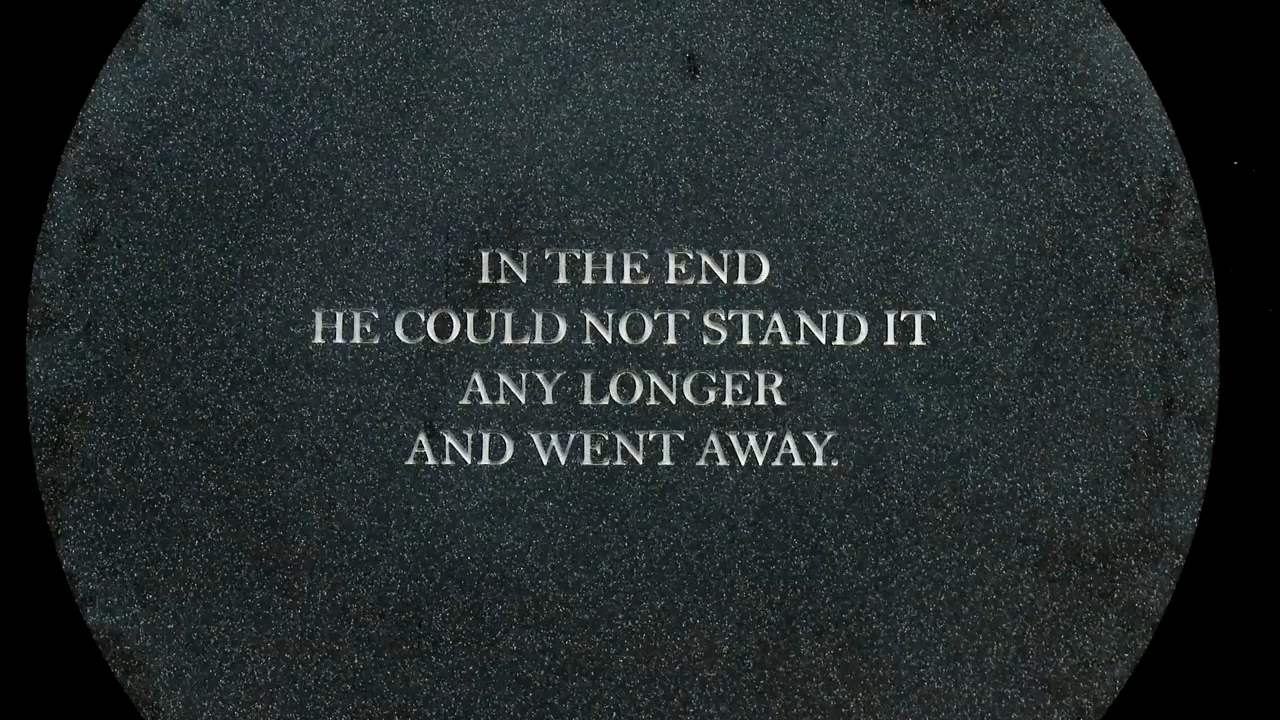 IN THE END
HE COULD NOT STAND IT
ANY LONGER
AND WENT AWAY.